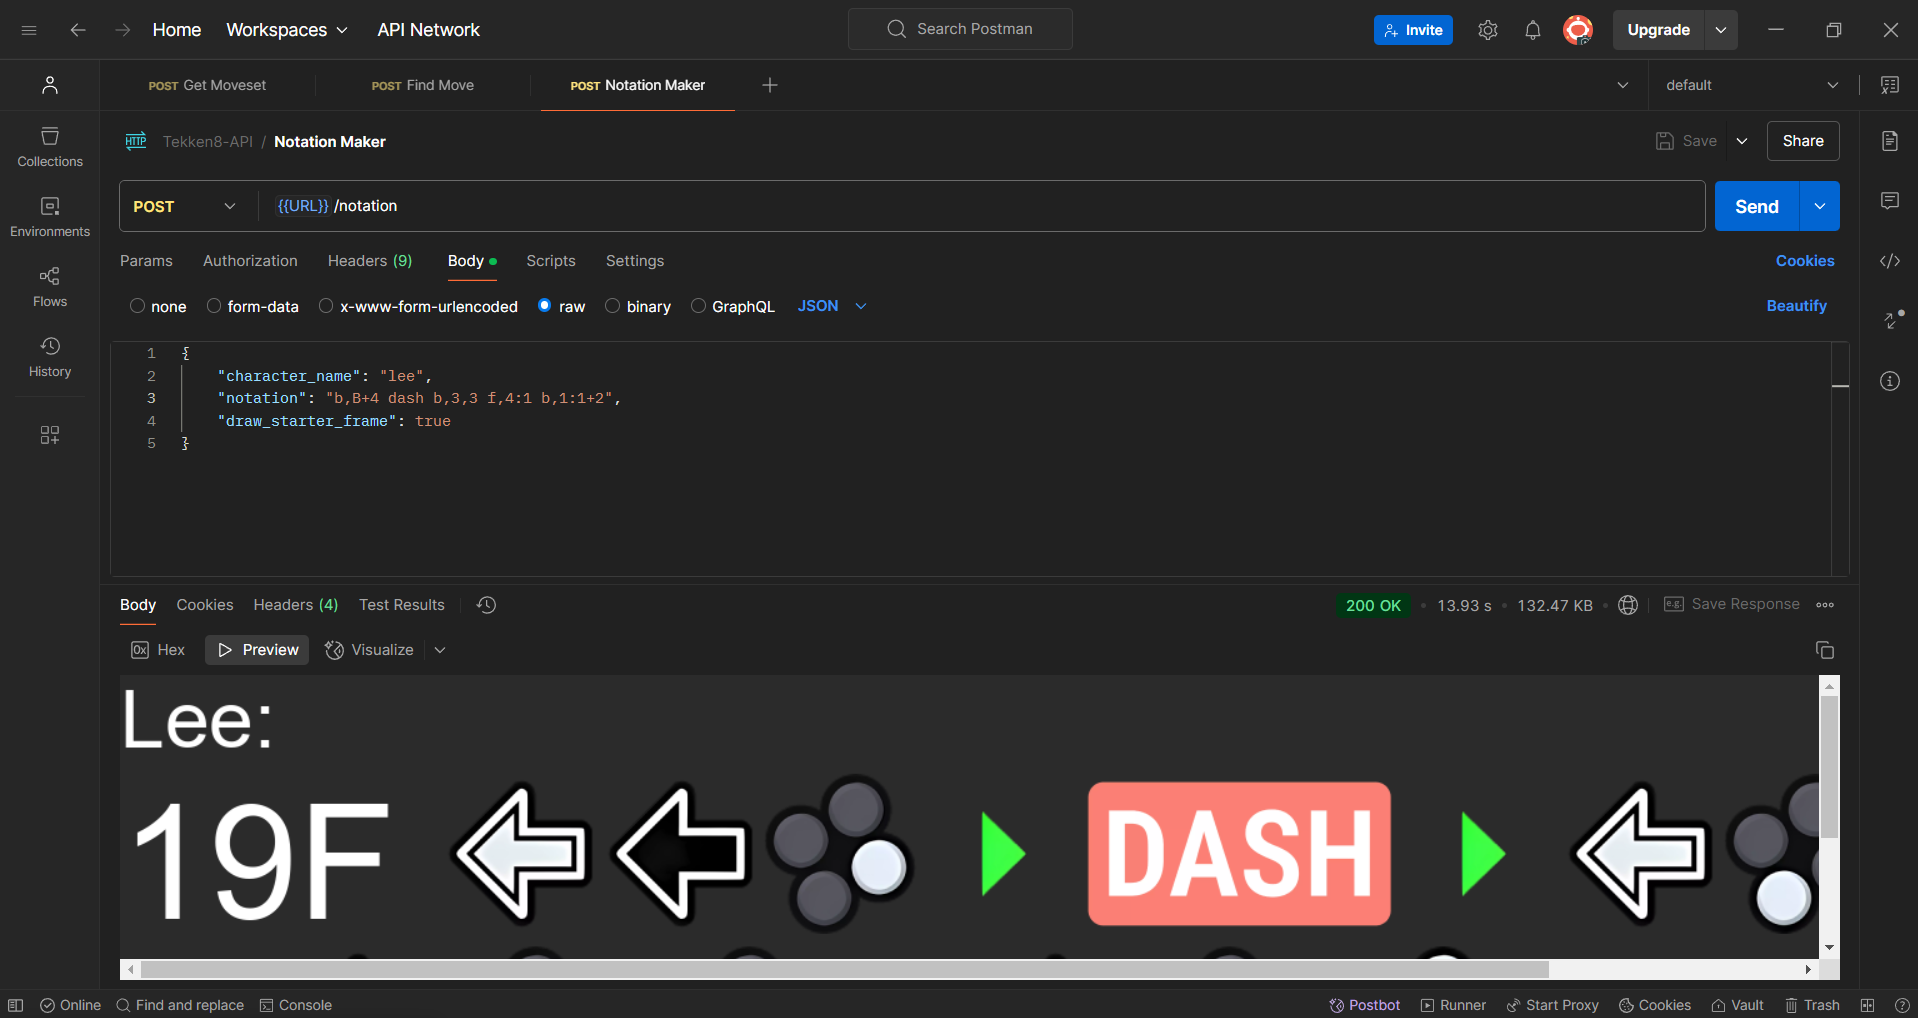 Home Workspaces API Network Search Postman Invite Upgrade
POST Get Moveset POST Find Move POST Notation Maker default
HTTP Tekken8-API / Notation Maker Save Share
Collections
POST {{URL}} /notation Send
Environments
Params Authorization Headers (9) Body Scripts Settings Cookies
Flows
none form-data x-www-form-urlencoded raw binary GraphQL JSON Beautify
History
1 {
2 "character_name": "lee",
3 "notation": "b,B+4 dash b,3,3 f,4:1 b,1:1+2",
4 "draw_starter_frame": true
5 }
Body Cookies Headers (4) Test Results 200 OK • 13.93 s • 132.47 KB • e.g. Save Response
0x Hex Preview Visualize
Lee:
19F DASH
Online Find and replace Console Postbot Runner Start Proxy Cookies Vault Trash